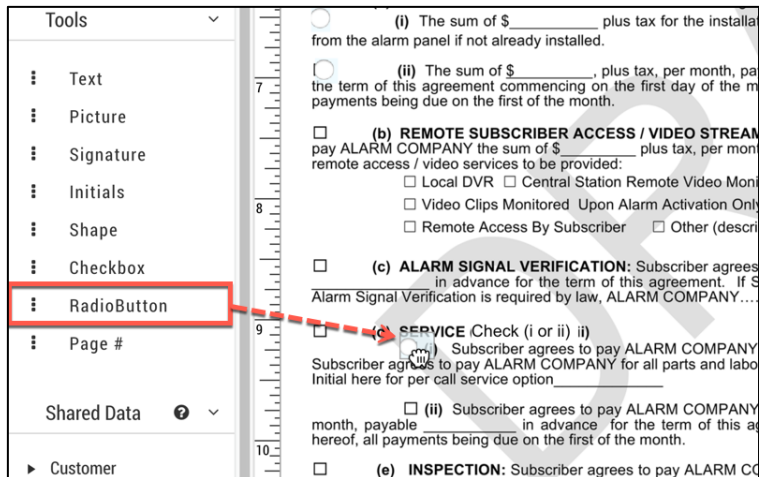 Tools
Text
Picture
Signature
Initials
Shape
Checkbox
RadioButton
Page #
Shared Data
Customer
7
8
9
10
(i) The sum of $ plus tax for the installat
from the alarm panel if not already installed.
(ii) The sum of $ , plus tax, per month, pa
the term of this agreement commencing on the first day of the m
payments being due on the first of the month.
(b) REMOTE SUBSCRIBER ACCESS / VIDEO STREAM
pay ALARM COMPANY the sum of $ plus tax, per mont
remote access / video services to be provided:
Local DVR Central Station Remote Video Moni
Video Clips Monitored Upon Alarm Activation Only
Remote Access By Subscriber Other (descri
(c) ALARM SIGNAL VERIFICATION: Subscriber agrees
in advance for the term of this agreement. If S
Alarm Signal Verification is required by law, ALARM COMPANY....
SERVICE Check (i or ii) ii)
Subscriber agrees to pay ALARM COMPANY
Subscriber agrees to pay ALARM COMPANY for all parts and labo
Initial here for per call service option
(ii) Subscriber agrees to pay ALARM COMPANY
month, payable in advance for the term of this ag
hereof, all payments being due on the first of the month.
(e) INSPECTION: Subscriber agrees to pay ALARM CO